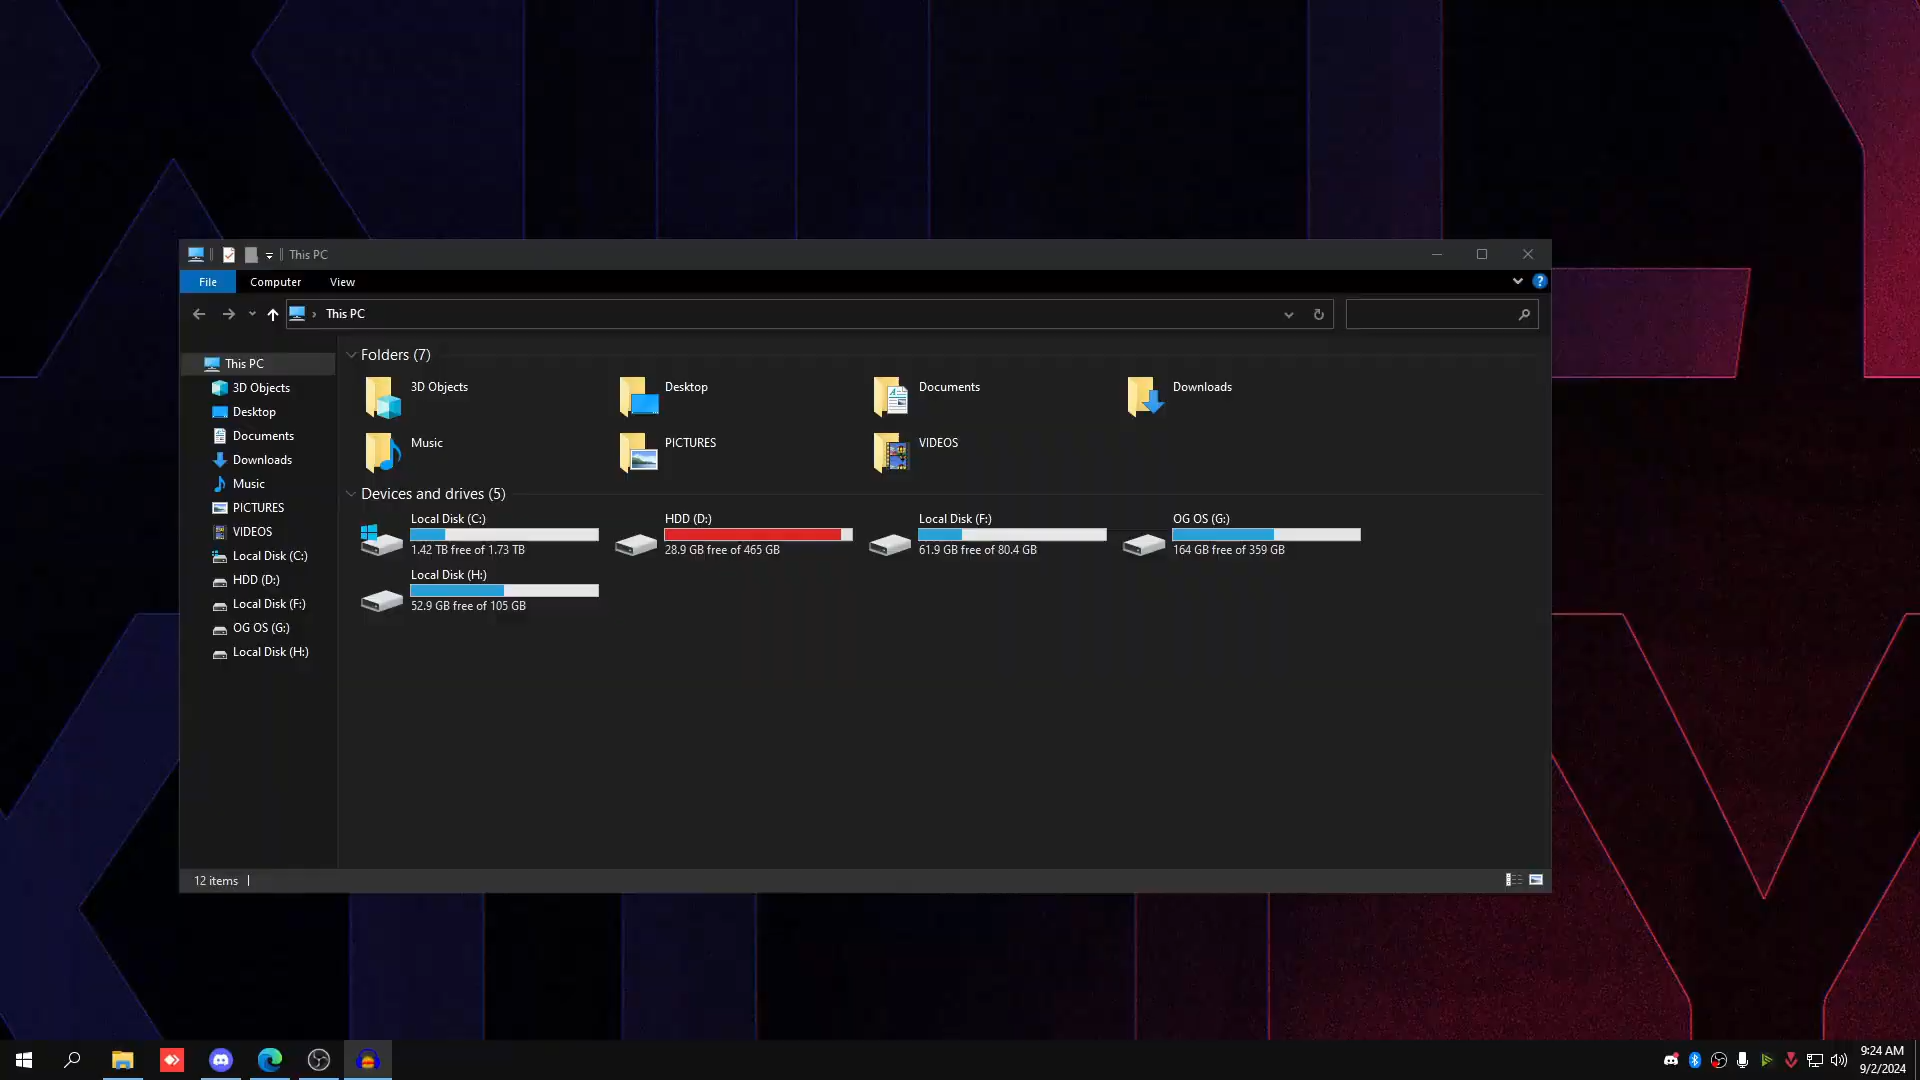 This PC
File
Computer
View
This PC
This PC
3D Objects
Desktop
Documents
Downloads
Music
PICTURES
VIDEOS
Local Disk (C:)
HDD (D:)
Local Disk (F:)
OG OS (G:)
Local Disk (H:)
Folders (7)
3D Objects
Desktop
Documents
Downloads
Music
PICTURES
VIDEOS
Devices and drives (5)
Local Disk (C:)
1.42 TB free of 1.73 TB
HDD (D:)
28.9 GB free of 465 GB
Local Disk (F:)
61.9 GB free of 80.4 GB
OG OS (G:)
164 GB free of 359 GB
Local Disk (H:)
52.9 GB free of 105 GB
12 items
9:24 AM
9/2/2024